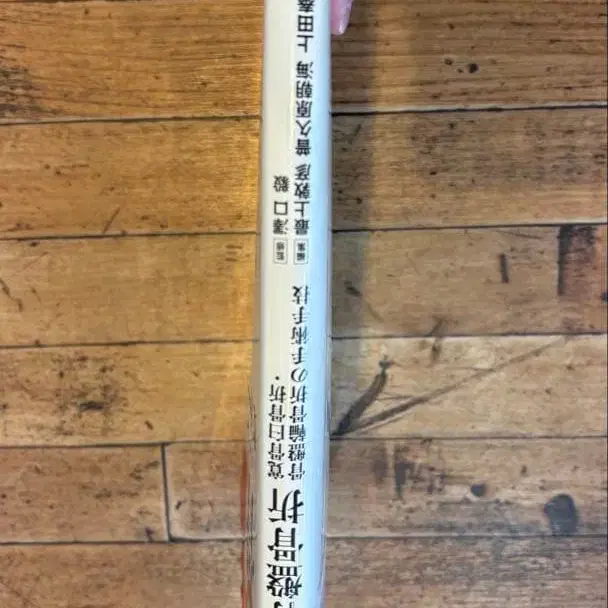 盤骨折
寛骨臼骨折・
骨盤輪骨折の手術手技
監修 澤口 毅
編集 最上敦彦 普久原朝海 上田泰